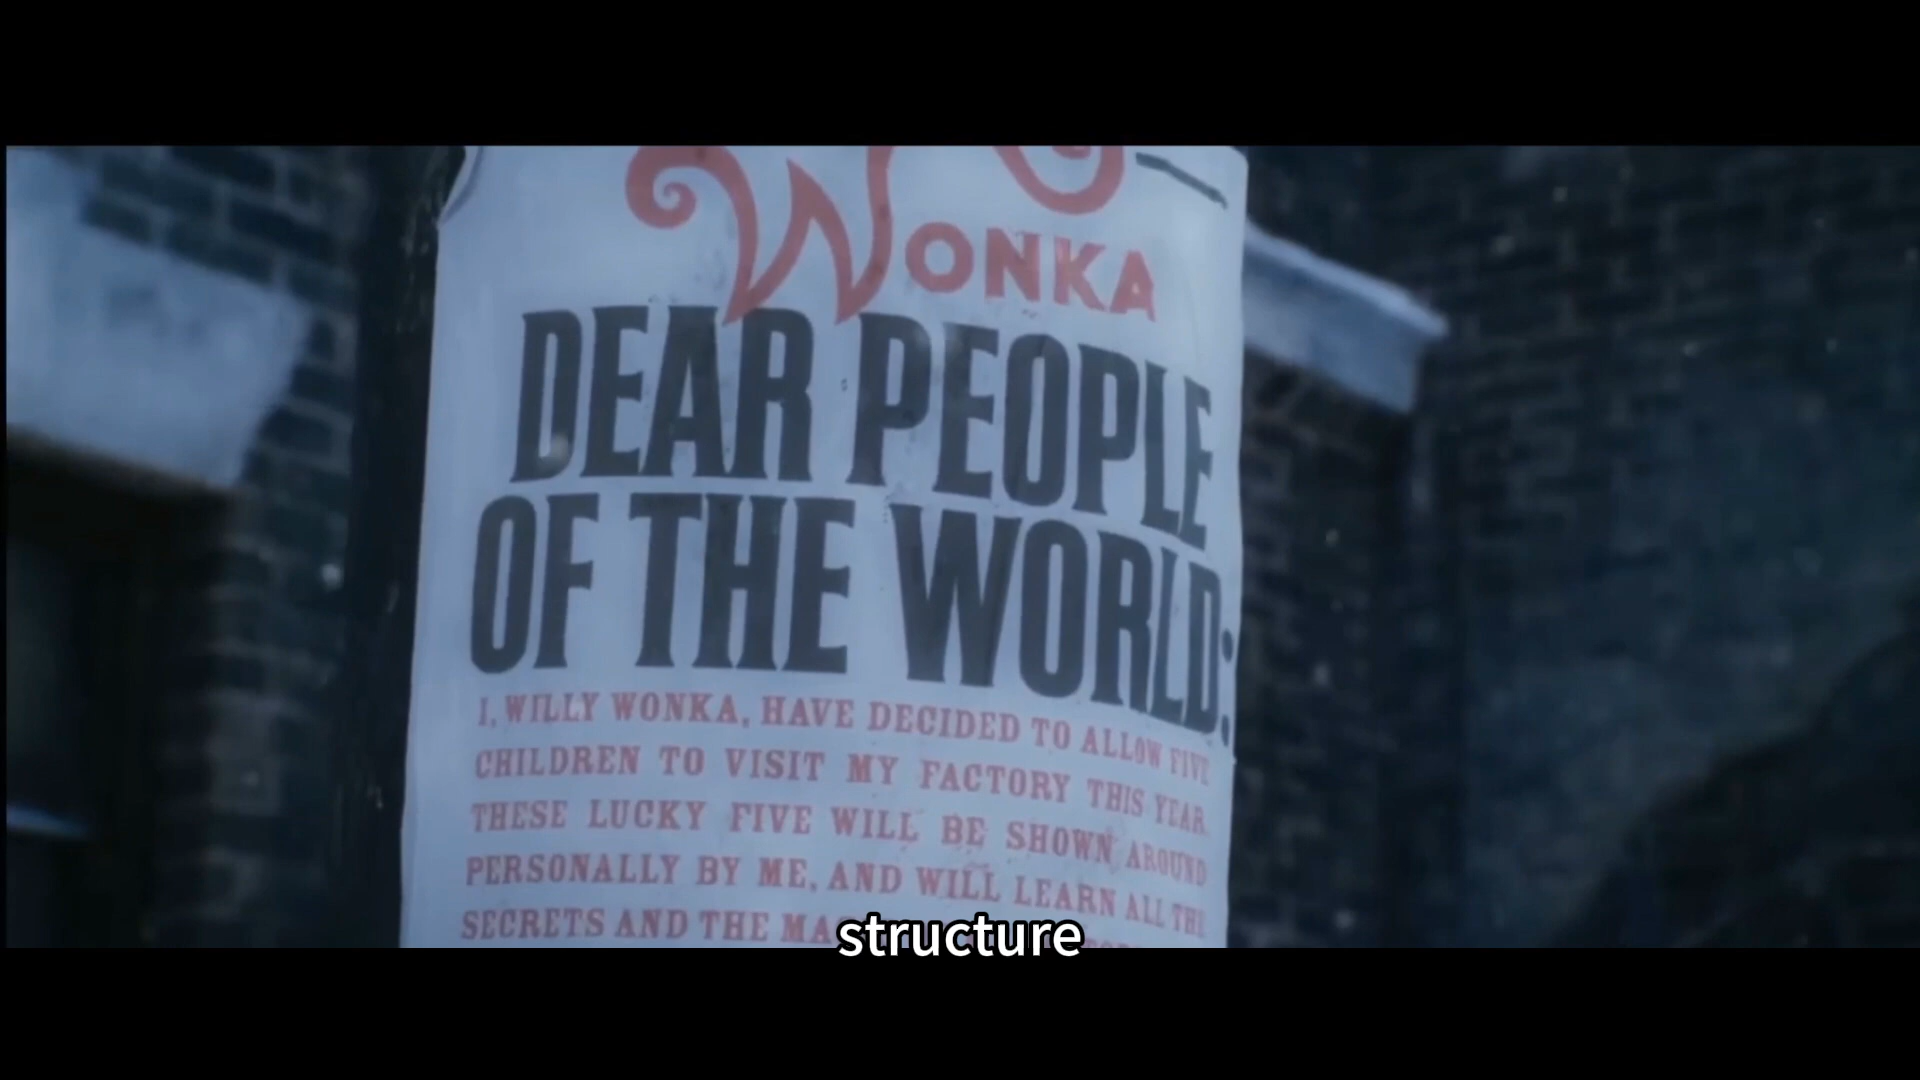 WONKA
DEAR PEOPLE
OF THE WORLD:
I, WILLY WONKA, HAVE DECIDED TO ALLOW FIVE
CHILDREN TO VISIT MY FACTORY THIS YEAR.
THESE LUCKY FIVE WILL BE SHOWN AROUND
PERSONALLY BY ME, AND WILL LEARN ALL THE
SECRETS AND THE
structure